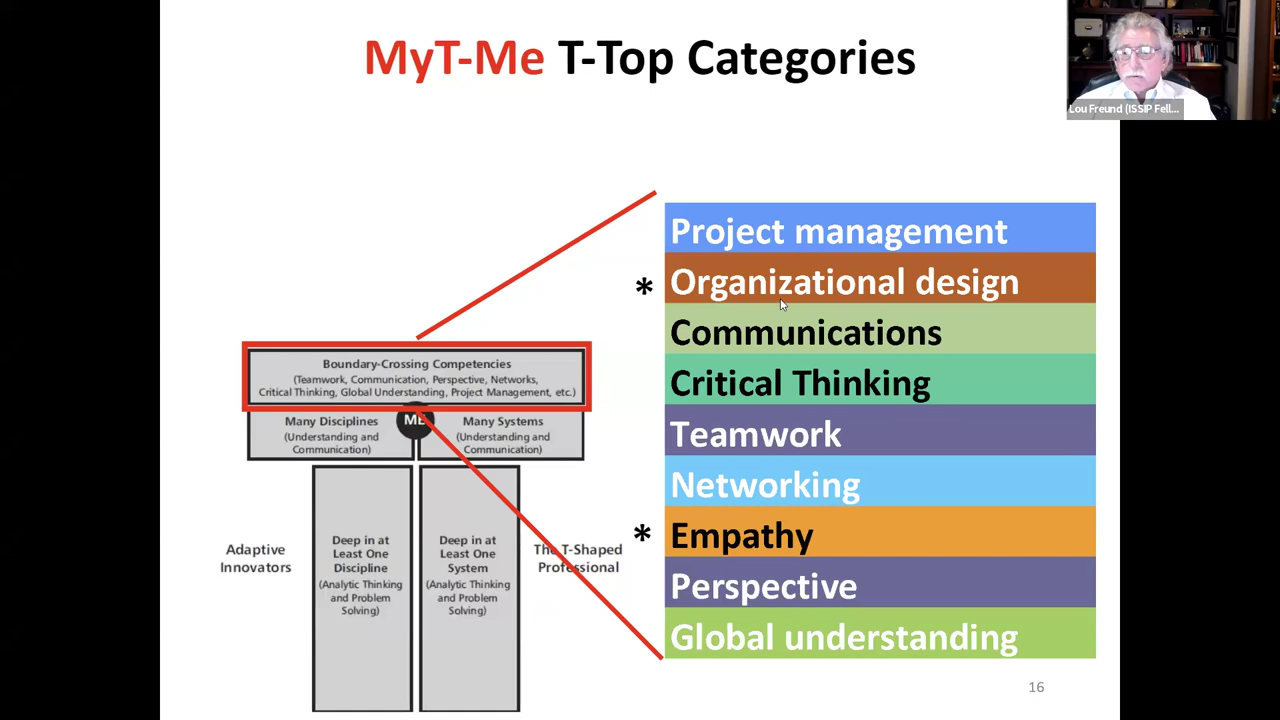 MyT-Me T-Top Categories
Lou Freund (ISSIP Fell...
Project management
* Organizational design
Communications
Critical Thinking
Teamwork
Networking
* Empathy
Perspective
Global understanding
Boundary-Crossing Competencies
(Teamwork, Communication, Perspective, Networks,
Critical Thinking, Global Understanding, Project Management, etc.)
ME
Many Disciplines
(Understanding and
Communication)
Many Systems
(Understanding and
Communication)
Adaptive
Innovators
Deep in at
Least One
Discipline
(Analytic Thinking
and Problem
Solving)
Deep in at
Least One
System
(Analytic Thinking
and Problem
Solving)
The T-Shaped
Professional
16